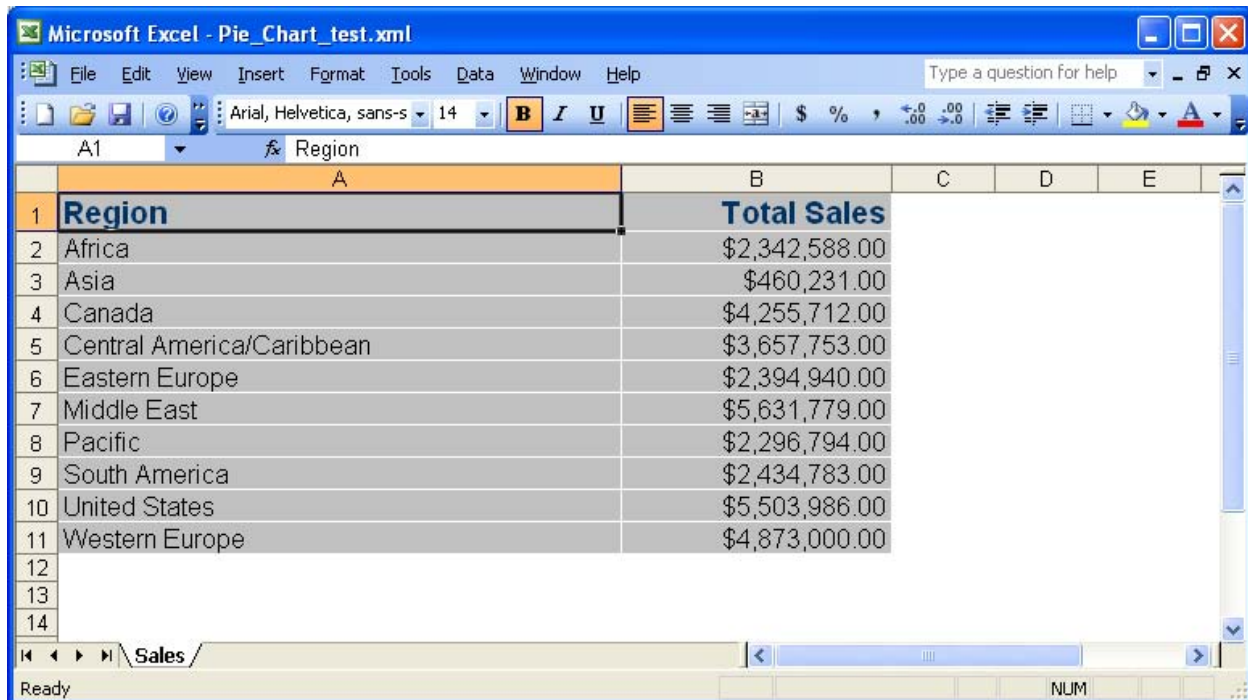 Microsoft Excel - Pie_Chart_test.xml
File Edit View Insert Format Tools Data Window Help Type a question for help
Arial, Helvetica, sans-s 14 B I U $ % ,
A1 fx Region
A B C D E
1 Region Total Sales
2 Africa $2,342,588.00
3 Asia $460,231.00
4 Canada $4,255,712.00
5 Central America/Caribbean $3,657,753.00
6 Eastern Europe $2,394,940.00
7 Middle East $5,631,779.00
8 Pacific $2,296,794.00
9 South America $2,434,783.00
10 United States $5,503,986.00
11 Western Europe $4,873,000.00
12
13
14
Sales
Ready NUM